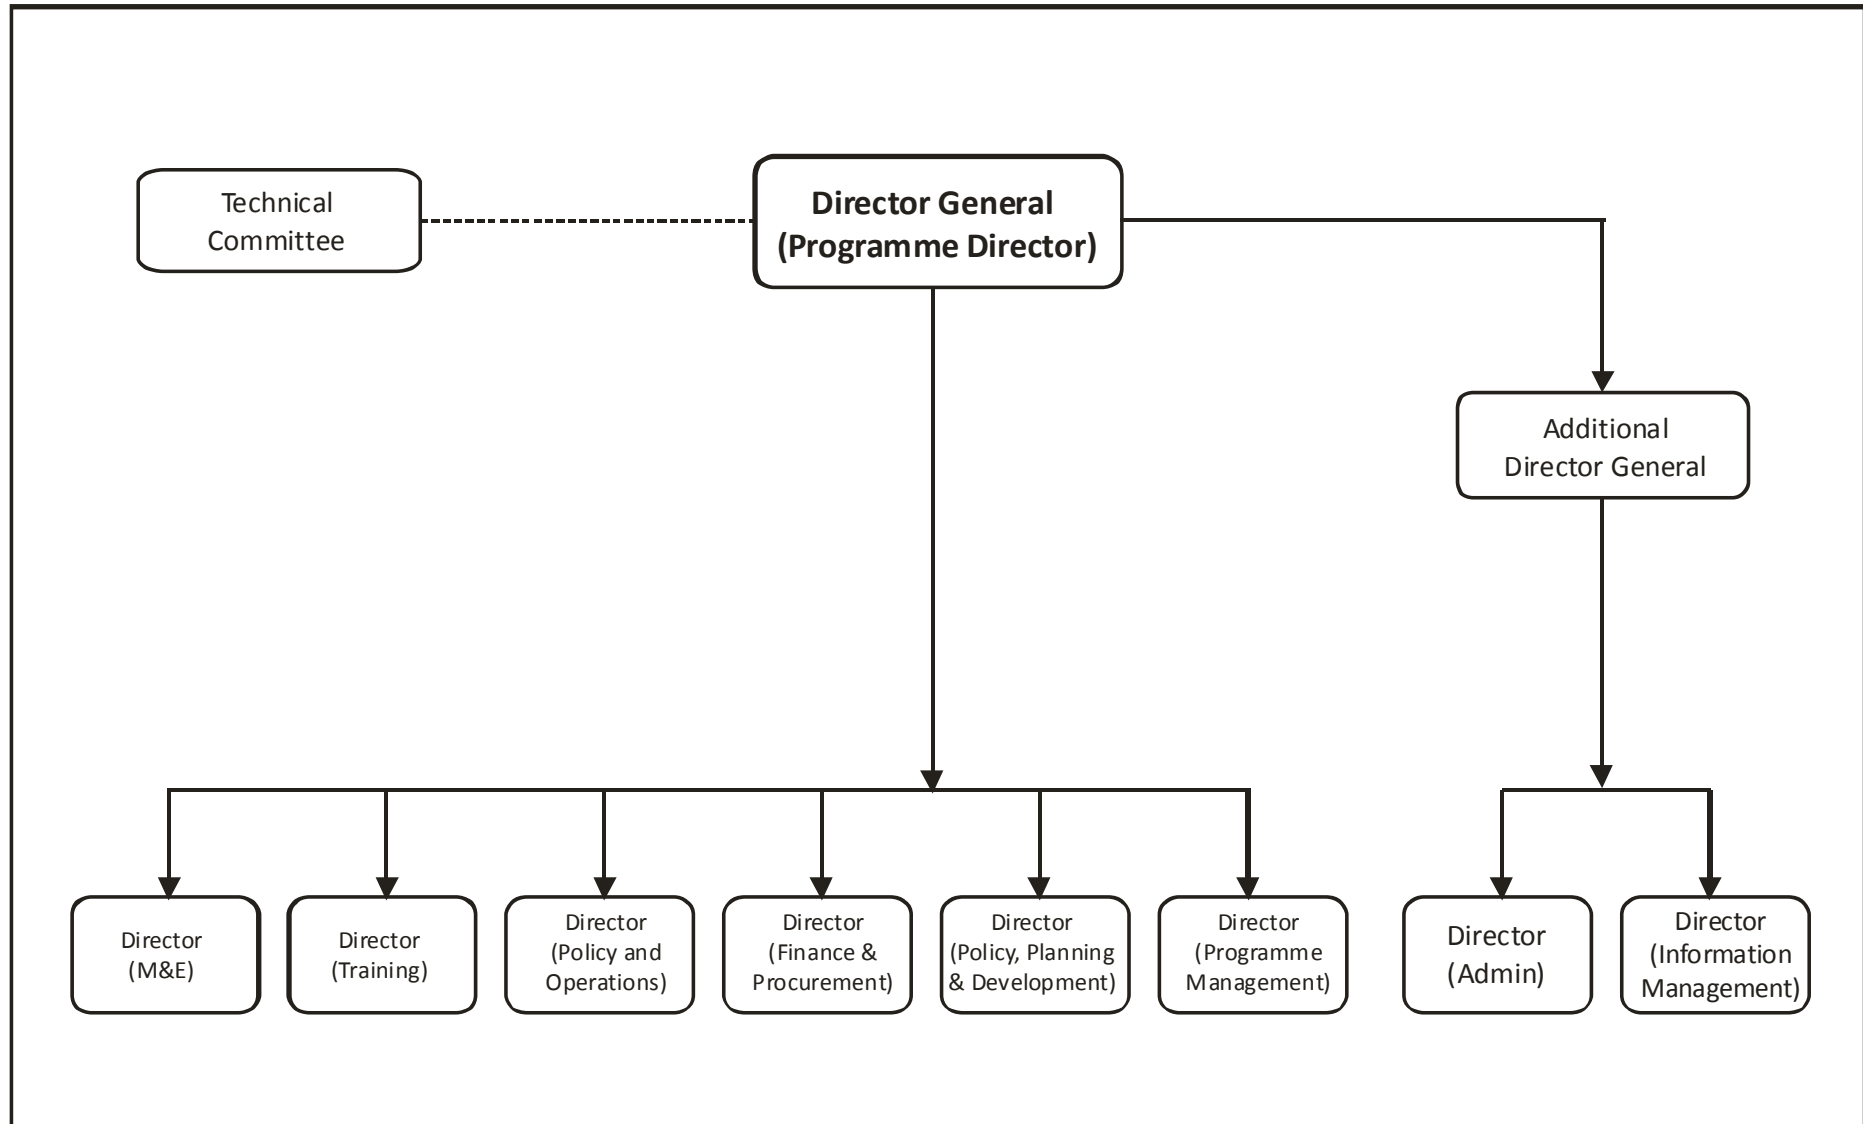 Technical
Committee
Director General
(Programme Director)
Additional
Director General
Director
(M&E)
Director
(Training)
Director
(Policy and
Operations)
Director
(Finance &
Procurement)
Director
(Policy, Planning
& Development)
Director
(Programme
Management)
Director
(Admin)
Director
(Information
Management)